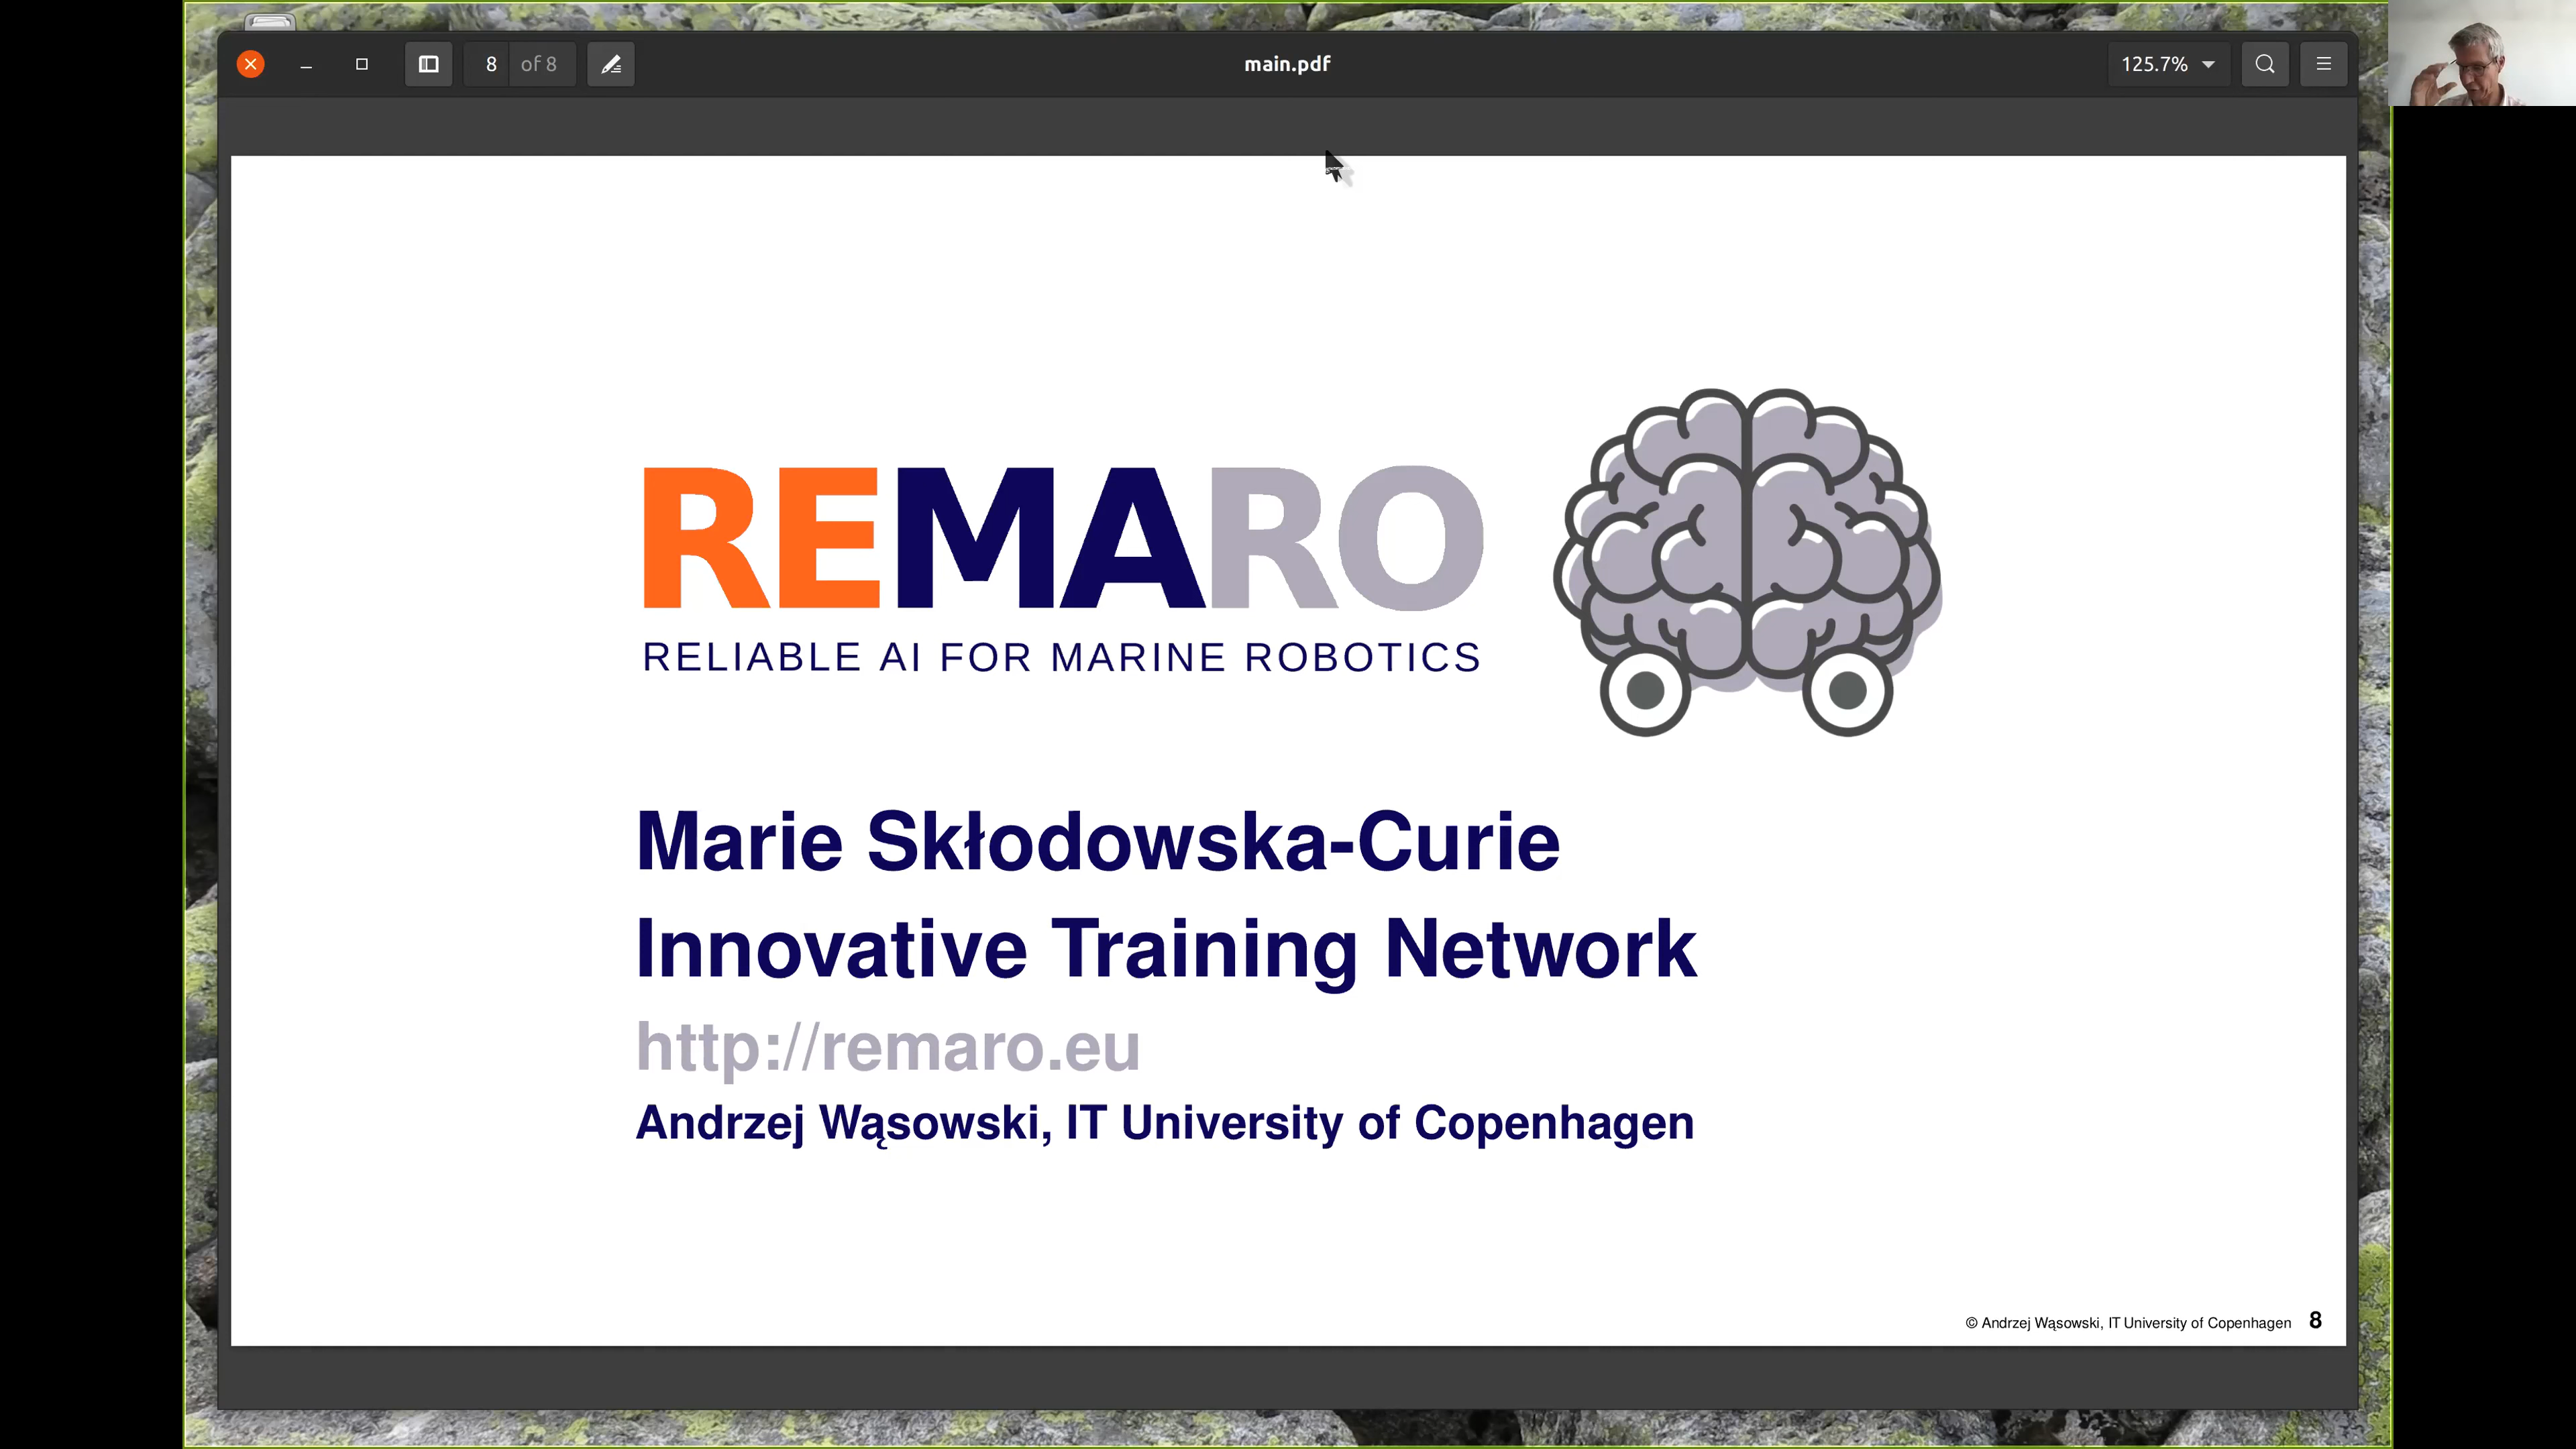 8 of 8
main.pdf
125.7%
REMARO
RELIABLE AI FOR MARINE ROBOTICS
Marie Skłodowska-Curie
Innovative Training Network
http://remaro.eu
Andrzej Wąsowski, IT University of Copenhagen
© Andrzej Wąsowski, IT University of Copenhagen 8